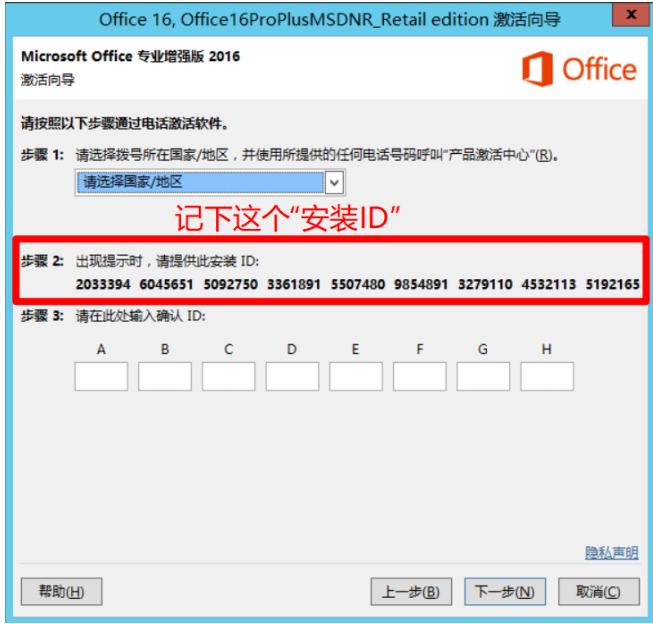 Office 16, Office16ProPlusMSDNR_Retail edition 激活向导
x
Microsoft Office 专业增强版 2016
激活向导
Office
请按照以下步骤通过电话激活软件。
步骤 1: 请选择拨号所在国家/地区，并使用所提供的任何电话号码呼叫“产品激活中心”(R)。
请选择国家/地区
记下这个“安装ID”
步骤 2: 出现提示时，请提供此安装 ID:
2033394 6045651 5092750 3361891 5507480 9854891 3279110 4532113 5192165
步骤 3: 请在此处输入确认 ID:
A B C D E F G H
隐私声明
帮助(H) 上一步(B) 下一步(N) 取消(C)